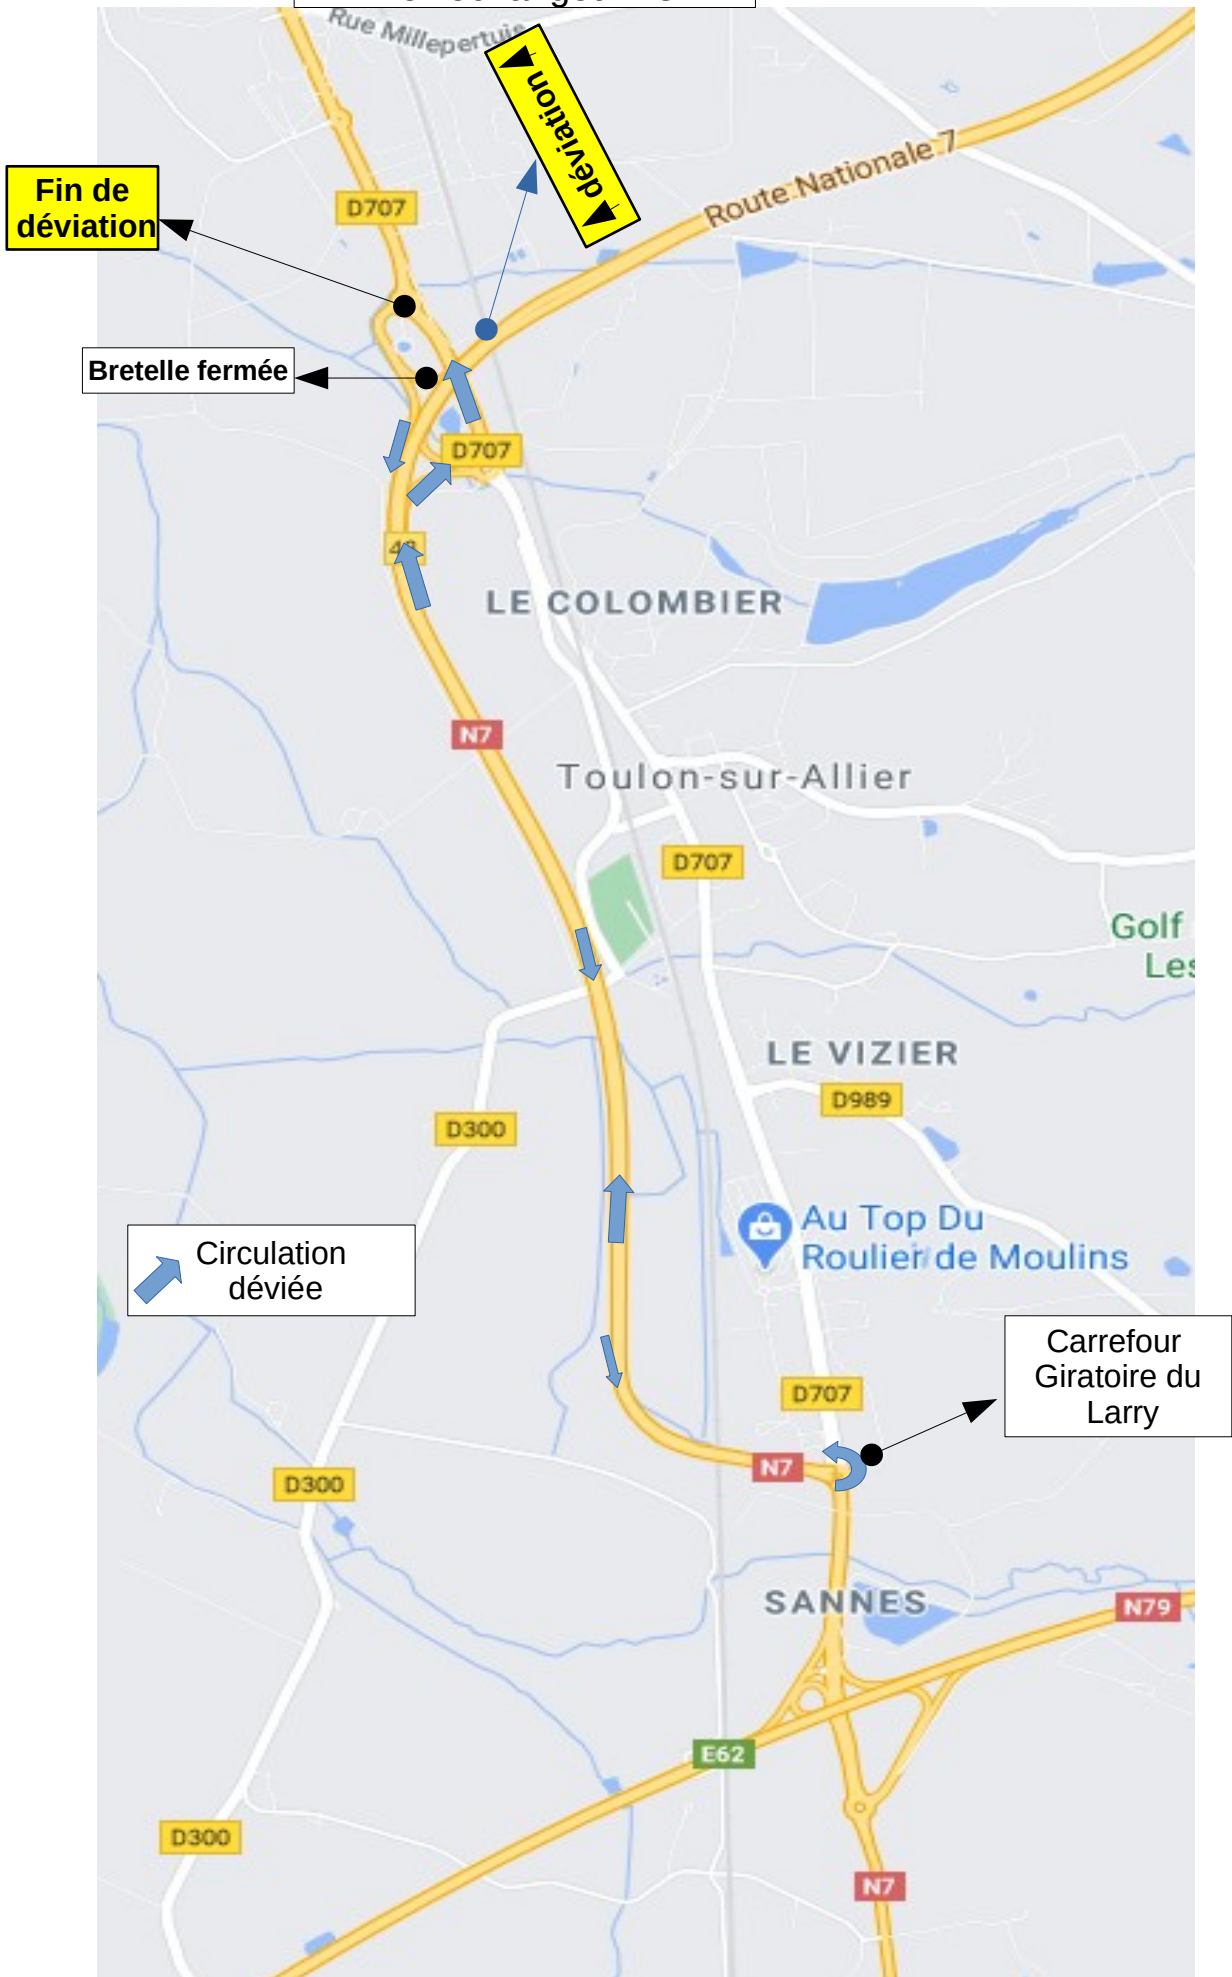 Rue Millepertuis
déviation
Route Nationale 7
Fin de
déviation
D707
Bretelle fermée
D707
LE COLOMBIER
N7
Toulon-sur-Allier
D707
Golf
Les
LE VIZIER
D989
D300
Au Top Du
Roulier de Moulins
Circulation
déviée
Carrefour
Giratoire du
Larry
D707
N7
D300
SANNES
N79
E62
D300
N7